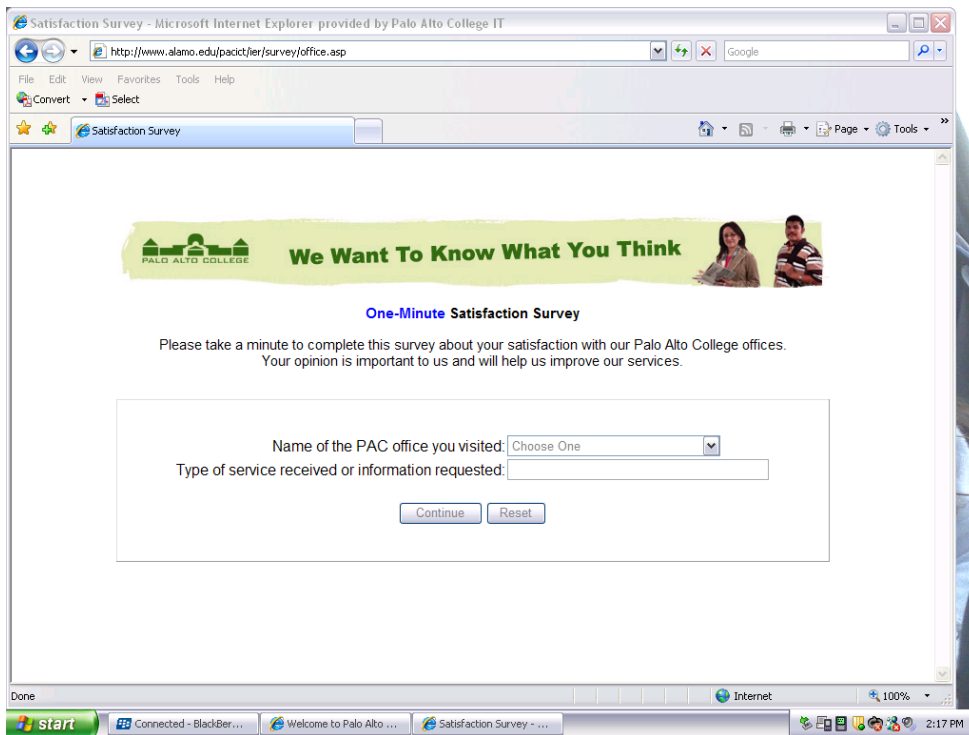 Satisfaction Survey - Microsoft Internet Explorer provided by Palo Alto College IT
http://www.alamo.edu/pacict/ier/survey/office.asp
Google
File Edit View Favorites Tools Help
Convert Select
Satisfaction Survey
Page Tools
PALO ALTO COLLEGE
We Want To Know What You Think
One-Minute Satisfaction Survey
Please take a minute to complete this survey about your satisfaction with our Palo Alto College offices.
Your opinion is important to us and will help us improve our services.
Name of the PAC office you visited: Choose One
Type of service received or information requested:
Continue Reset
Done Internet 100%
start Connected - BlackBer... Welcome to Palo Alto ... Satisfaction Survey - ... 2:17 PM